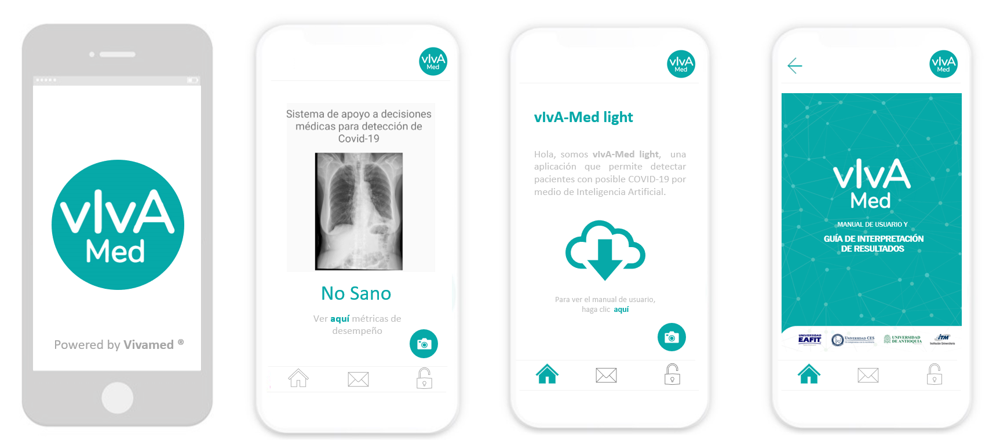 vIvA
Med
Powered by Vivamed ®
vIvA
Med
Sistema de apoyo a decisiones
médicas para detección de
Covid-19
No Sano
Ver aquí métricas de
desempeño
vIvA
Med
vIvA-Med light
Hola, somos vIvA-Med light, una
aplicación que permite detectar
pacientes con posible COVID-19 por
medio de Inteligencia Artificial.
Para ver el manual de usuario,
haga clic aquí
vIvA
Med
vIvA
Med
MANUAL DE USUARIO Y
GUÍA DE INTERPRETACIÓN
DE RESULTADOS
UNIVERSIDAD
EAFIT
UNIVERSIDAD CES
UNIVERSIDAD
DE ANTIOQUIA
iTM
Institución Universitaria